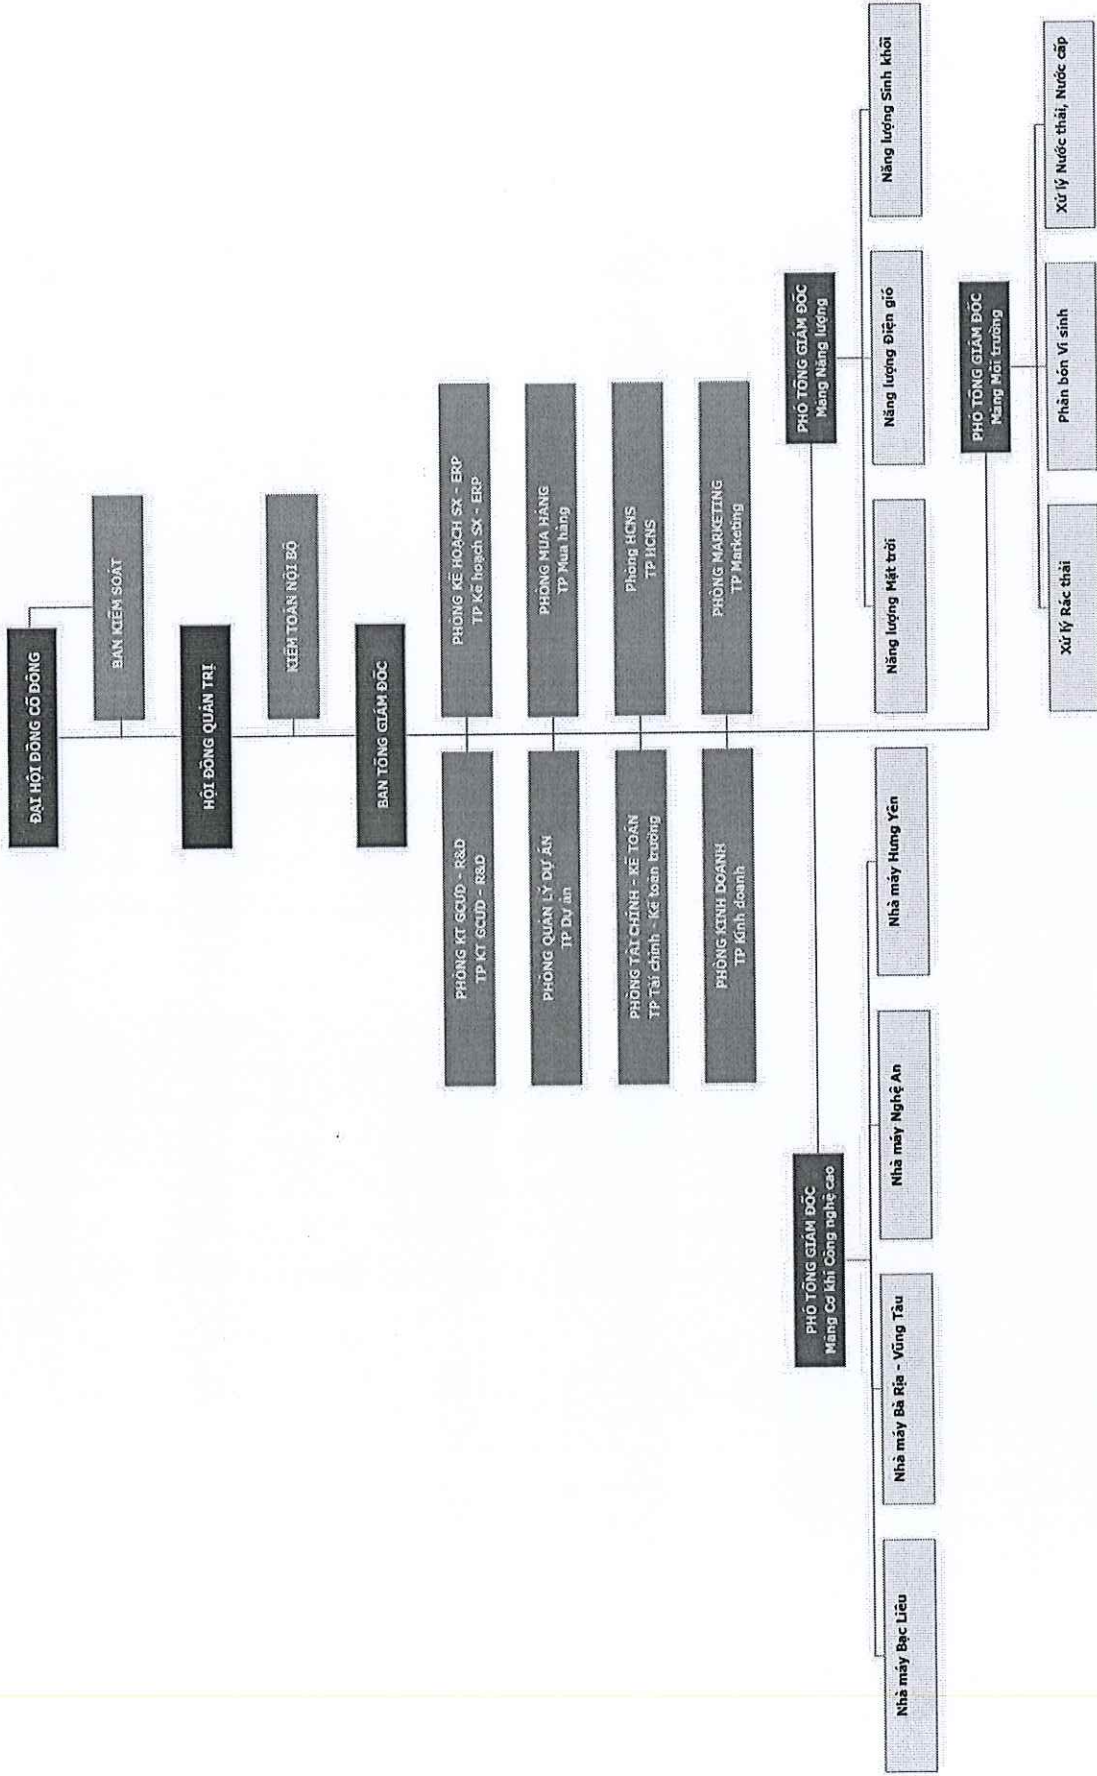 ĐẠI HỘI ĐỒNG CỔ ĐÔNG
BAN KIỂM SOÁT
HỘI ĐỒNG QUẢN TRỊ
KIỂM TOÁN NỘI BỘ
BAN TỔNG GIÁM ĐỐC
PHÒNG KT GCUD - R&D
TP KT GCUD - R&D
PHÒNG KẾ HOẠCH SX - ERP
TP Kế hoạch SX - ERP
PHÒNG QUẢN LÝ DỰ ÁN
TP Dự án
PHÒNG MUA HÀNG
TP Mua hàng
PHÒNG TÀI CHÍNH - KẾ TOÁN
TP Tài chính - Kế toán trưởng
Phòng HCNS
TP HCNS
PHÒNG KINH DOANH
TP Kinh doanh
PHÒNG MARKETING
TP Marketing
PHÓ TỔNG GIÁM ĐỐC
Mảng Cơ khí Công nghệ cao
Nhà máy Bạc Liêu
Nhà máy Bà Rịa - Vũng Tàu
Nhà máy Nghệ An
Nhà máy Hưng Yên
PHÓ TỔNG GIÁM ĐỐC
Mảng Năng lượng
Năng lượng Mặt trời
Năng lượng Điện gió
Năng lượng Sinh khối
PHÓ TỔNG GIÁM ĐỐC
Mảng Môi trường
Xử lý Rác thải
Phân bón Vi sinh
Xử lý Nước thải, Nước cấp